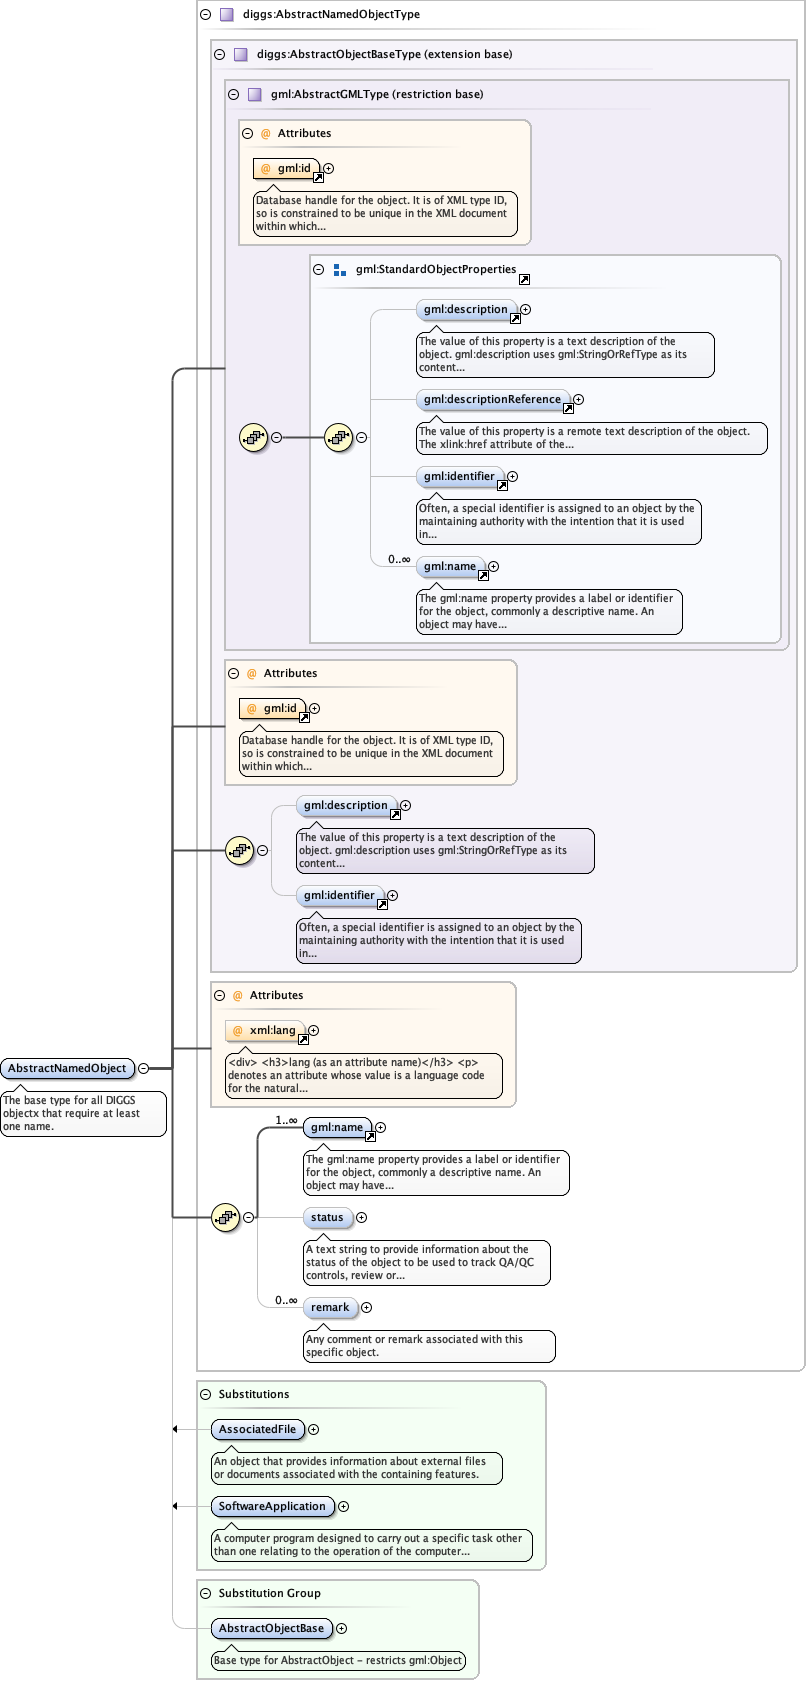 diggs:AbstractNamedObjectType
diggs:AbstractObjectBaseType (extension base)
gml:AbstractGMLType (restriction base)
@ Attributes
@ gml:id
Database handle for the object. It is of XML type ID,
so is constrained to be unique in the XML document
within which...
gml:StandardObjectProperties
gml:description
The value of this property is a text description of the
object. gml:description uses gml:StringOrRefType as its
content...
gml:descriptionReference
The value of this property is a remote text description of the object.
The xlink:href attribute of the...
gml:identifier
Often, a special identifier is assigned to an object by the
maintaining authority with the intention that it is used
in...
0..∞
gml:name
The gml:name property provides a label or identifier
for the object, commonly a descriptive name. An
object may have...
@ Attributes
@ gml:id
Database handle for the object. It is of XML type ID,
so is constrained to be unique in the XML document
within which...
gml:description
The value of this property is a text description of the
object. gml:description uses gml:StringOrRefType as its
content...
gml:identifier
Often, a special identifier is assigned to an object by the
maintaining authority with the intention that it is used
in...
@ Attributes
@ xml:lang
<div> <h3>lang (as an attribute name)</h3> <p>
denotes an attribute whose value is a language code
for the natural...
AbstractNamedObject
The base type for all DIGGS
objectx that require at least
one name.
1..∞
gml:name
The gml:name property provides a label or identifier
for the object, commonly a descriptive name. An
object may have...
status
A text string to provide information about the
status of the object to be used to track QA/QC
controls, review or...
0..∞
remark
Any comment or remark associated with this
specific object.
Substitutions
AssociatedFile
An object that provides information about external files
or documents associated with the containing features.
SoftwareApplication
A computer program designed to carry out a specific task other
than one relating to the operation of the computer...
Substitution Group
AbstractObjectBase
Base type for AbstractObject - restricts gml:Object